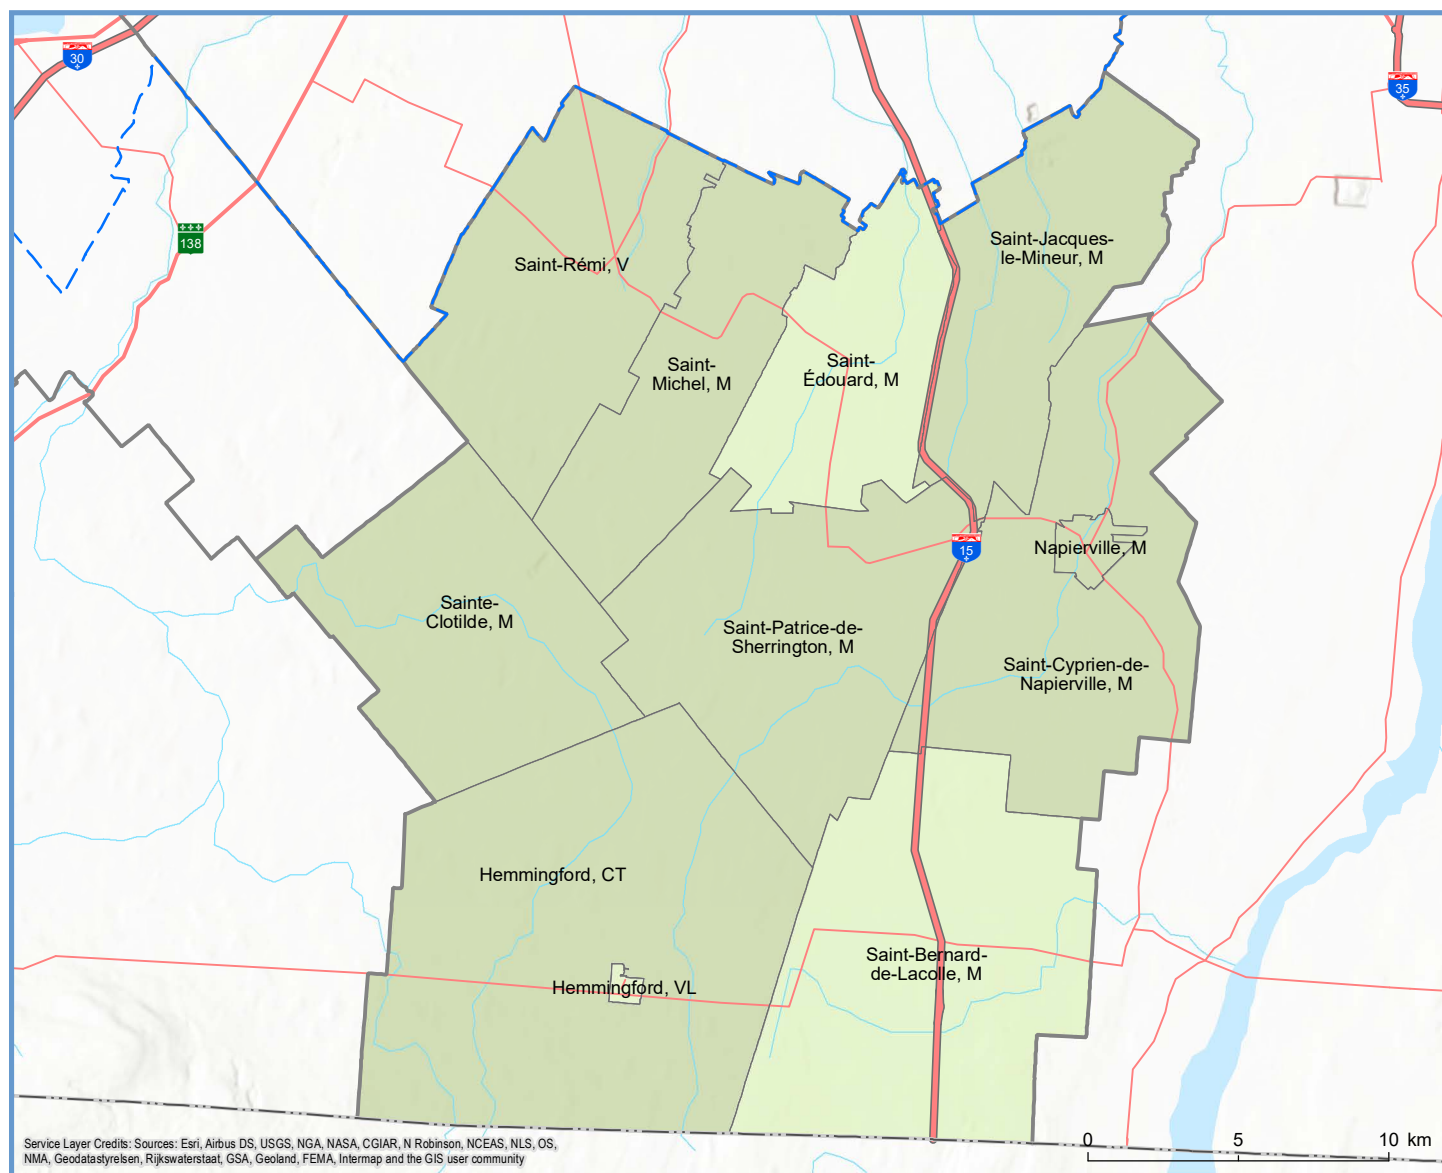 30
35
138
Saint-Rémi, V
Saint-Jacques-
le-Mineur, M
Saint-
Michel, M
Saint-
Édouard, M
15
Napierville, M
Sainte-
Clotilde, M
Saint-Patrice-de-
Sherrington, M
Saint-Cyprien-de-
Napierville, M
Hemmingford, CT
Saint-Bernard-
de-Lacolle, M
Hemmingford, VL
Service Layer Credits: Sources: Esri, Airbus DS, USGS, NGA, NASA, CGIAR, N Robinson, NCEAS, NLS, OS,
NMA, Geodatastyrelsen, Rijkswaterstaat, GSA, Geoland, FEMA, Intermap and the GIS user community
0 5 10 km